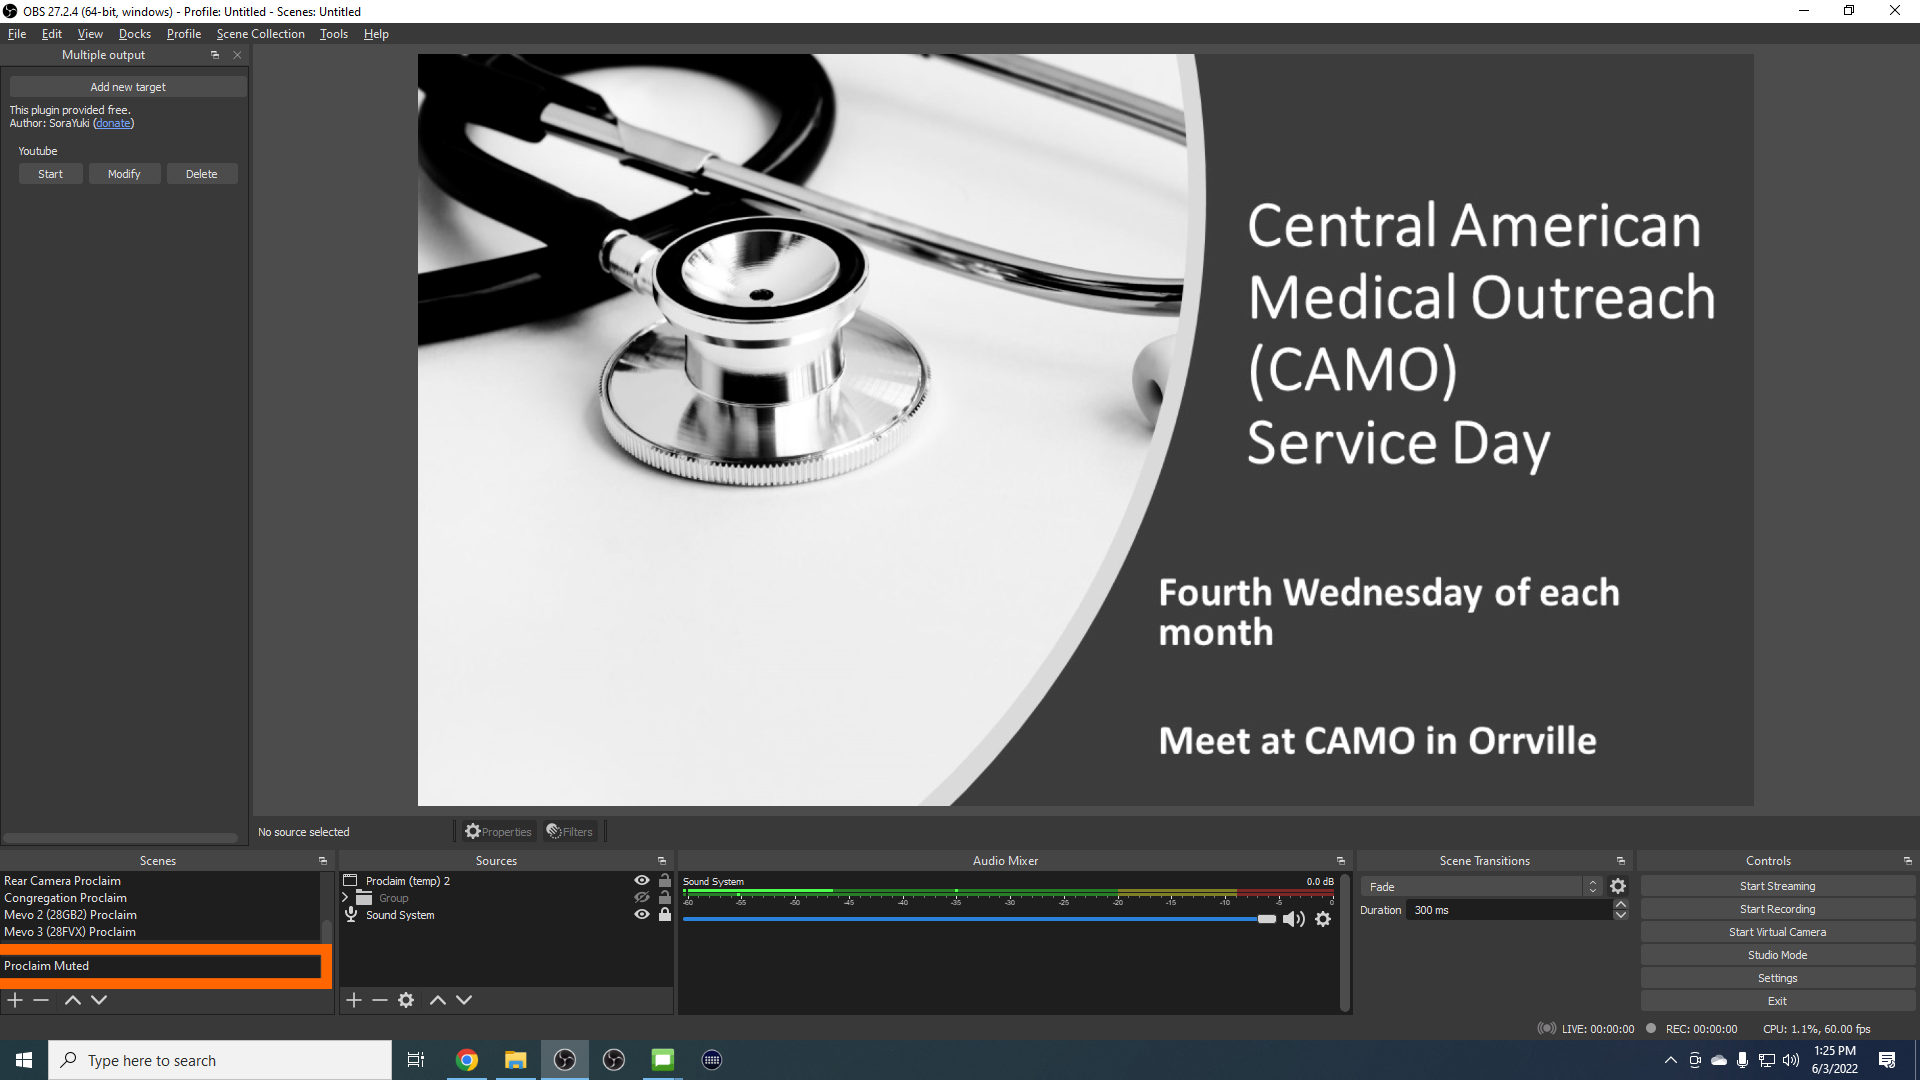 OBS 27.2.4 (64-bit, windows) - Profile: Untitled - Scenes: Untitled
File Edit View Docks Profile Scene Collection Tools Help
Multiple output
Add new target
This plugin provided free.
Author: SoraYuki (donate)
Youtube
Start Modify Delete
Central American
Medical Outreach
(CAMO)
Service Day
Fourth Wednesday of each
month
Meet at CAMO in Orrville
No source selected
Properties Filters
Scenes
Rear Camera Proclaim
Congregation Proclaim
Mevo 2 (28GB2) Proclaim
Mevo 3 (28FVX) Proclaim
Proclaim Muted
Sources
Proclaim (temp) 2
Group
Sound System
Audio Mixer
Sound System 0.0 dB
-60 -55 -50 -45 -40 -35 -30 -25 -20 -15 -10 -5 0
Scene Transitions
Fade
Duration 300 ms
Controls
Start Streaming
Start Recording
Start Virtual Camera
Studio Mode
Settings
Exit
LIVE: 00:00:00 REC: 00:00:00 CPU: 1.1%, 60.00 fps
Type here to search
1:25 PM
6/3/2022